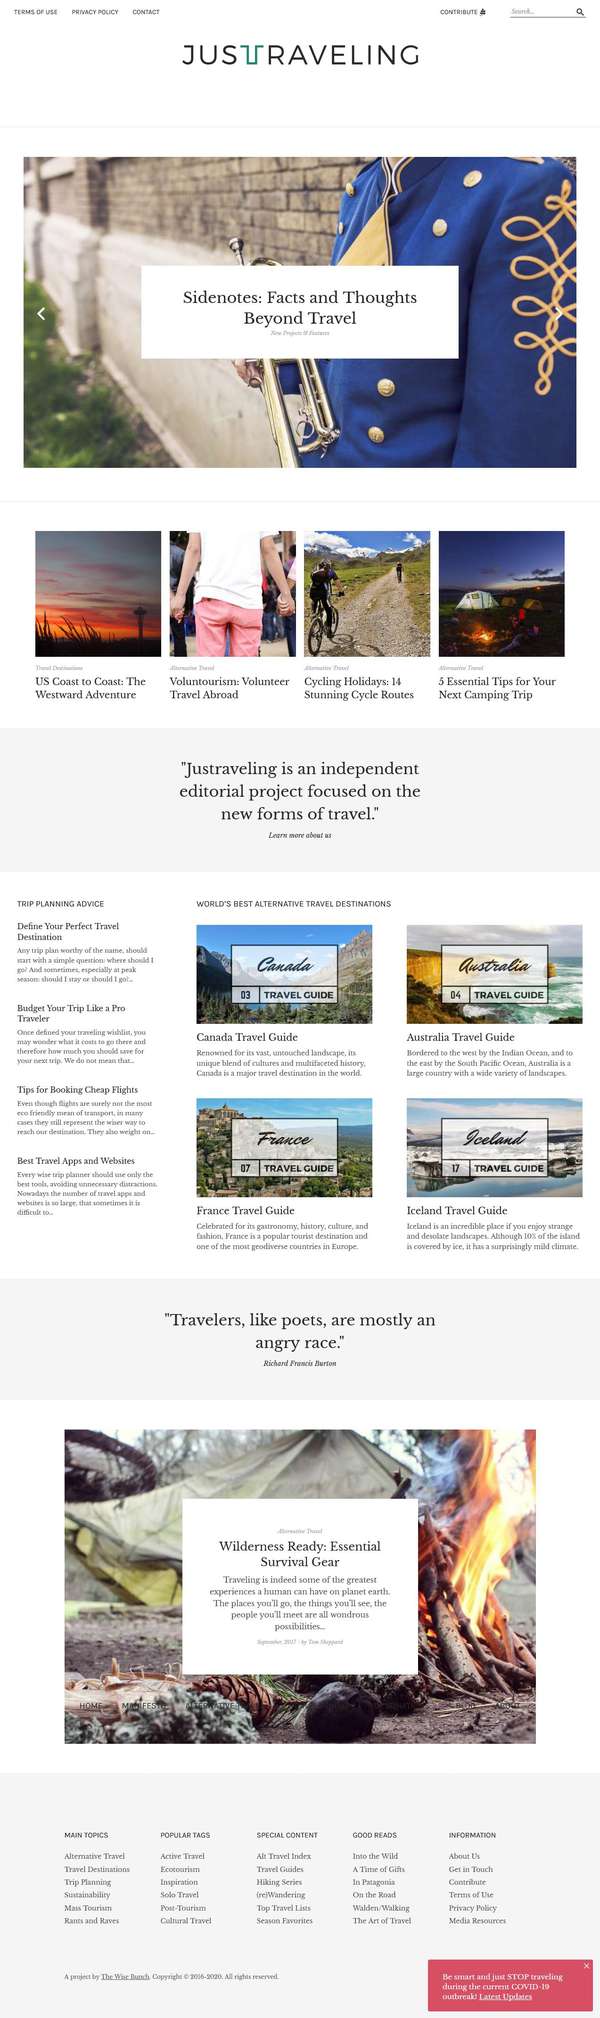 TERMS OF USE PRIVACY POLICY CONTACT CONTRIBUTE Search...
JUSTRAVELING
Sidenotes: Facts and Thoughts
Beyond Travel
New Projects & Features
Travel Destinations
US Coast to Coast: The
Westward Adventure
Alternative Travel
Voluntourism: Volunteer
Travel Abroad
Alternative Travel
Cycling Holidays: 14
Stunning Cycle Routes
Alternative Travel
5 Essential Tips for Your
Next Camping Trip
"Justraveling is an independent
editorial project focused on the
new forms of travel."
Learn more about us
TRIP PLANNING ADVICE
Define Your Perfect Travel
Destination
Any trip plan worthy of the name, should
start with a simple question: where should I
go? And sometimes, especially at peak
season: should I stay or should I go?...
Budget Your Trip Like a Pro
Traveler
Once defined your traveling wishlist, you
may wonder what it costs to go there and
therefore how much you should save for
your next trip. We do not mean that...
Tips for Booking Cheap Flights
Even though flights are surely not the most
eco friendly mean of transport, in many
cases they still represent the wiser way to
reach our destination. They also weight on...
Best Travel Apps and Websites
Every wise trip planner should use only the
best tools, avoiding unnecessary distractions.
Nowadays the number of travel apps and
websites is so large, that sometimes it is
difficult to...
WORLD'S BEST ALTERNATIVE TRAVEL DESTINATIONS
Canada
03 TRAVEL GUIDE
Canada Travel Guide
Renowned for its vast, untouched landscape, its
unique blend of cultures and multifaceted history,
Canada is a major travel destination in the world.
Australia
04 TRAVEL GUIDE
Australia Travel Guide
Bordered to the west by the Indian Ocean, and to
the east by the South Pacific Ocean, Australia is a
large country with a wide variety of landscapes.
France
07 TRAVEL GUIDE
France Travel Guide
Celebrated for its gastronomy, history, culture, and
fashion, France is a popular tourist destination and
one of the most geodiverse countries in Europe.
Iceland
17 TRAVEL GUIDE
Iceland Travel Guide
Iceland is an incredible place if you enjoy strange
and desolate landscapes. Although 10% of the island
is covered by ice, it has a surprisingly mild climate.
"Travelers, like poets, are mostly an
angry race."
Richard Francis Burton
Alternative Travel
Wilderness Ready: Essential
Survival Gear
Traveling is indeed some of the greatest
experiences a human can have on planet earth.
The places you'll go, the things you'll see, the
people you'll meet are all wondrous
possibilities...
September, 2017 · by Tom Sheppard
HOME MANIFESTO ABOUT
MAIN TOPICS
Alternative Travel
Travel Destinations
Trip Planning
Sustainability
Mass Tourism
Rants and Raves
POPULAR TAGS
Active Travel
Ecotourism
Inspiration
Solo Travel
Post-Tourism
Cultural Travel
SPECIAL CONTENT
Alt Travel Index
Travel Guides
Hiking Series
(re)Wandering
Top Travel Lists
Season Favorites
GOOD READS
Into the Wild
A Time of Gifts
In Patagonia
On the Road
Walden/Walking
The Art of Travel
INFORMATION
About Us
Get in Touch
Contribute
Terms of Use
Privacy Policy
Media Resources
A project by The Wise Bunch. Copyright © 2016-2020. All rights reserved.
Be smart and just STOP traveling
during the current COVID-19
outbreak! Latest Updates